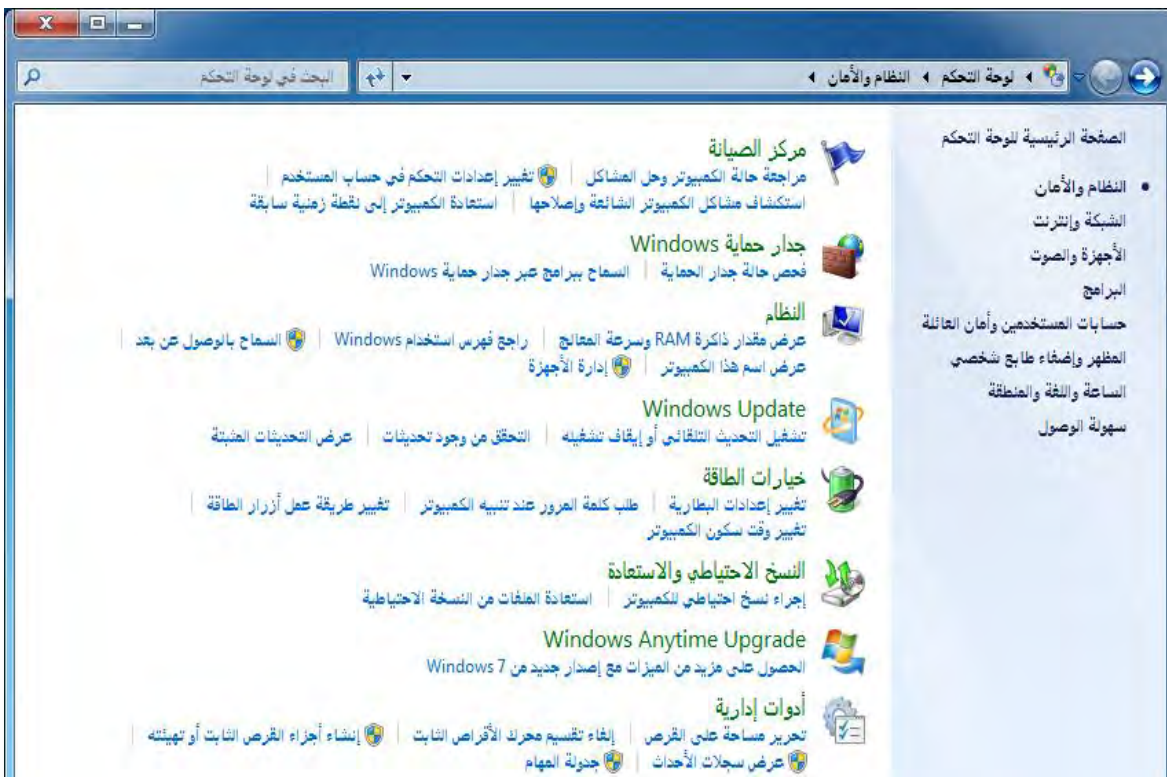 لوحة التحكم
النظام والأمان
البحث في لوحة التحكم
الصفحة الرئيسية للوحة التحكم
النظام والأمان
الشبكة وإنترنت
الأجهزة والصوت
البرامج
حسابات المستخدمين وأمان العائلة
المظهر وإضفاء طابع شخصي
الساعة واللغة والمنطقة
سهولة الوصول
مركز الصيانة
مراجعة حالة الكمبيوتر وحل المشاكل | تغيير إعدادات التحكم في حساب المستخدم |
استكشاف مشاكل الكمبيوتر الشائعة وإصلاحها | استعادة الكمبيوتر إلى نقطة زمنية سابقة
جدار حماية Windows
فحص حالة جدار الحماية | السماح ببرامج عبر جدار حماية Windows
النظام
عرض مقدار ذاكرة RAM وسرعة المعالج | راجع فهرس استخدام Windows | السماح بالوصول عن بعد |
عرض اسم هذا الكمبيوتر | إدارة الأجهزة
Windows Update
تشغيل التحديث التلقائي أو إيقاف تشغيله | التحقق من وجود تحديثات | عرض التحديثات المثبتة
خيارات الطاقة
تغيير إعدادات البطارية | طلب كلمة المرور عند تنبيه الكمبيوتر | تغيير طريقة عمل أزرار الطاقة |
تغيير وقت سكون الكمبيوتر
النسخ الاحتياطي والاستعادة
إجراء نسخ احتياطي للكمبيوتر | استعادة الملفات من النسخة الاحتياطية
Windows Anytime Upgrade
الحصول على مزيد من الميزات مع إصدار جديد من Windows 7
أدوات إدارية
تحرير مساحة على القرص | إلغاء تقسيم محرك الأقراص الثابت | إنشاء أجزاء القرص الثابت أو تهيئته |
عرض سجلات الأحداث | جدولة المهام